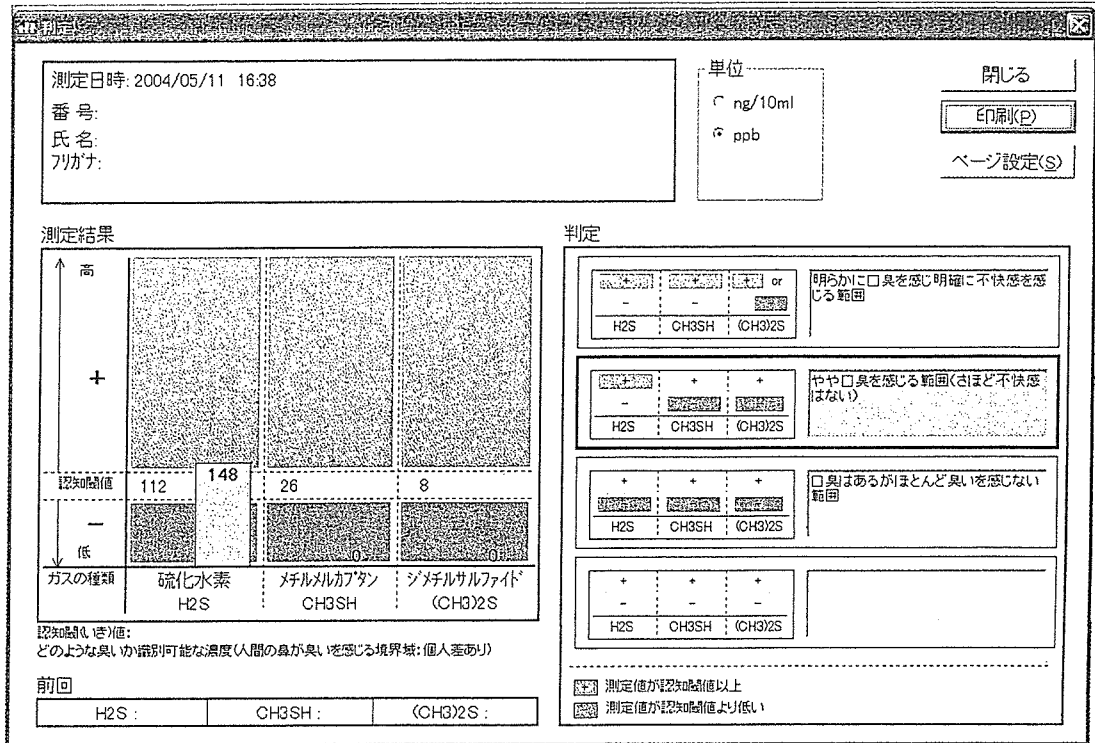 判定
測定日時: 2004/05/11 16:38
番 号:
氏 名:
フリガナ:
単位
ng/10ml
ppb
閉じる
印刷(P)
ページ設定(S)
測定結果
高
+
認知閾値 112 148 26 8
−
低
0 0
ガスの種類 硫化水素 メチルメルカプタン ジメチルサルファイド
H2S CH3SH (CH3)2S
認知閾(いき)値:
どのような臭いか識別可能な濃度(人間の鼻が臭いを感じる境界域:個人差あり)
前回
H2S : CH3SH : (CH3)2S :
判定
+ + + or
− −
H2S CH3SH (CH3)2S
明らかに口臭を感じ明確に不快感を感
じる範囲
+ + +
−
H2S CH3SH (CH3)2S
やや口臭を感じる範囲(さほど不快感
はない)
+ + +
H2S CH3SH (CH3)2S
口臭はあるがほとんど臭いを感じない
範囲
+ + +
− − −
H2S CH3SH (CH3)2S
+ 測定値が認知閾値以上
測定値が認知閾値より低い